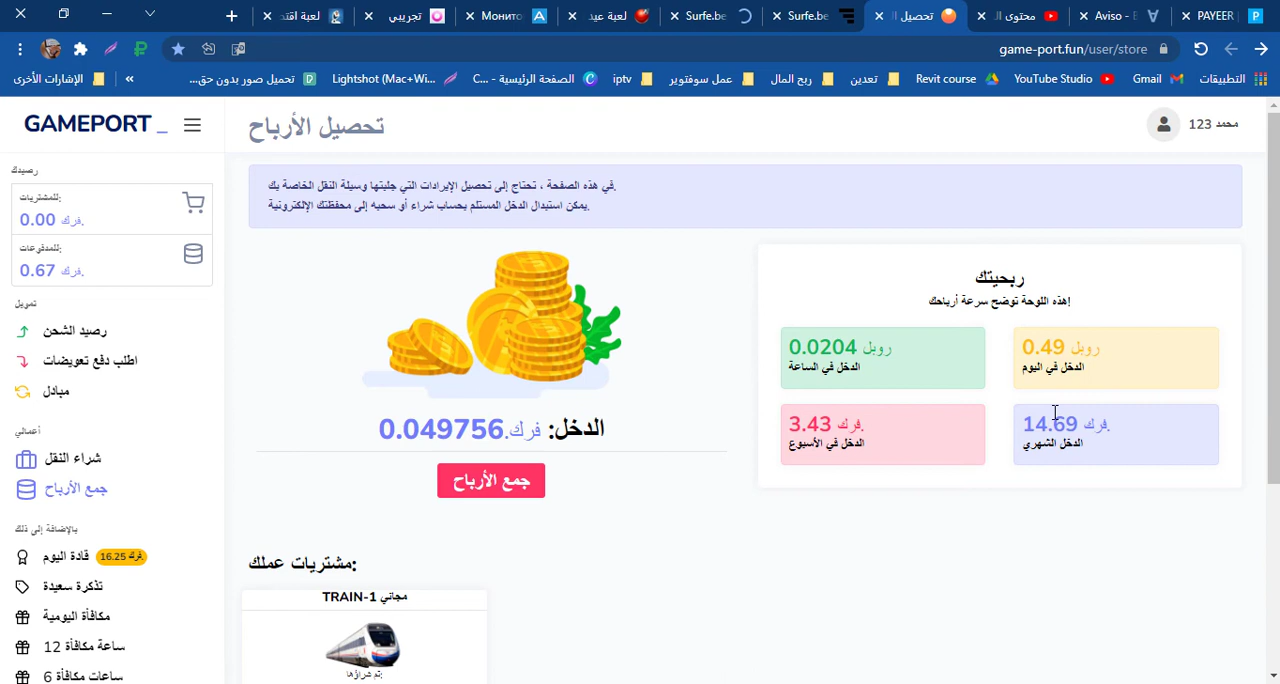 لعبة اقتد
تجريبي
Монито
لعبة عيد
Surfe.be
Surfe.be
تحصيل ال
محتوى ال
Aviso - B
PAYEER
game-port.fun/user/store
الإشارات الأخرى
»
تحميل صور بدون حق...
Lightshot (Mac+Wi...
الصفحة الرئيسية - C...
iptv
عمل سوفتوير
ربح المال
تعدين
Revit course
YouTube Studio
Gmail
التطبيقات
GAMEPORT _
تحصيل الأرباح
محمد 123
رصيدك
للمشتريات:
0.00 فرك.
للمدفوعات:
0.67 فرك.
تمويل
رصيد الشحن
اطلب دفع تعويضات
مبادل
أعمالي
شراء النقل
جمع الأرباح
بالإضافة إلى ذلك
قادة اليوم
16.25 فرك.
تذكرة سعيدة
مكافأة اليومية
12 ساعة مكافأة
6 ساعات مكافأة
في هذه الصفحة ، تحتاج إلى تحصيل الإيرادات التي جلبتها وسيلة النقل الخاصة بك.
يمكن استبدال الدخل المستلم بحساب شراء أو سحبه إلى محفظتك الإلكترونية.
الدخل: فرك.0.049756
جمع الأرباح
ربحيتك
هذه اللوحة توضح سرعة أرباحك!
0.0204 روبل
الدخل في الساعة
0.49 روبل
الدخل في اليوم
3.43 فرك.
الدخل في الأسبوع
14.69 فرك.
الدخل الشهري
مشتريات عملك:
TRAIN-1 مجاني
تم شراؤها: